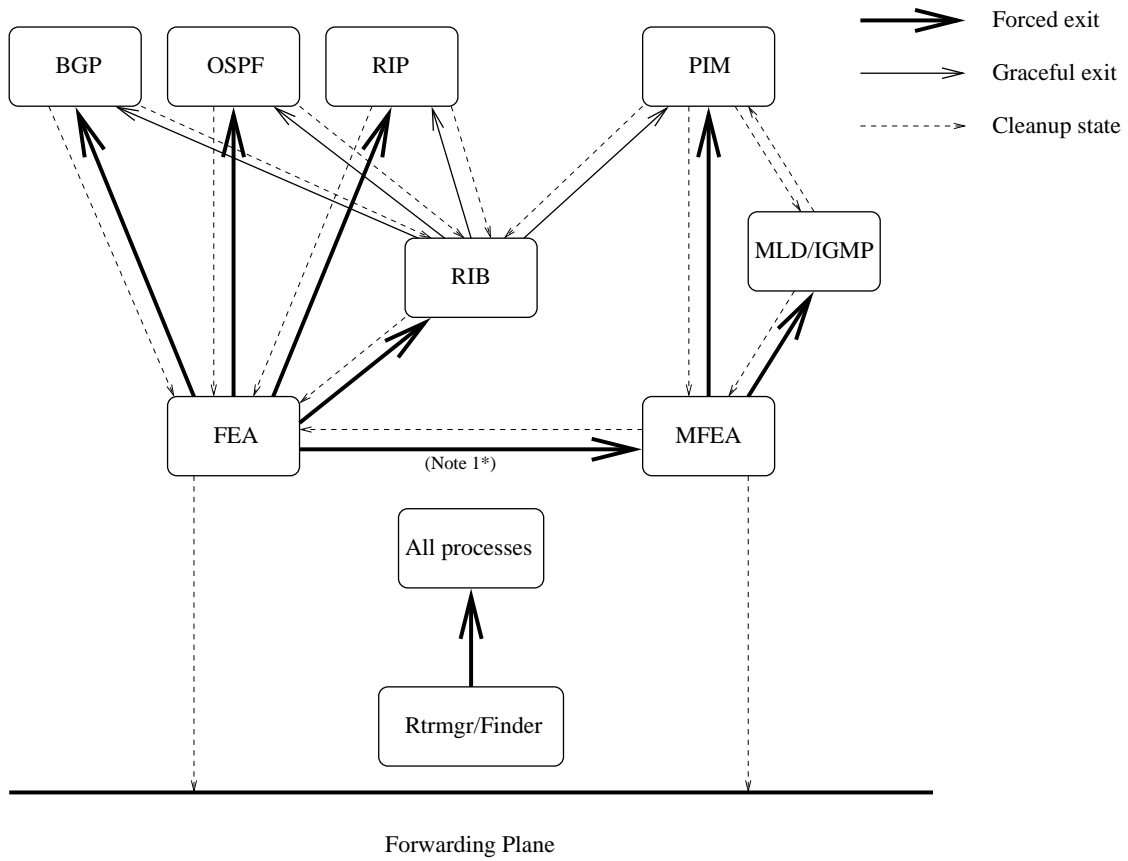 Forced exit
BGP
OSPF
RIP
PIM
Graceful exit
Cleanup state
MLD/IGMP
RIB
FEA
MFEA
(Note 1*)
All processes
Rtrmgr/Finder
Forwarding Plane